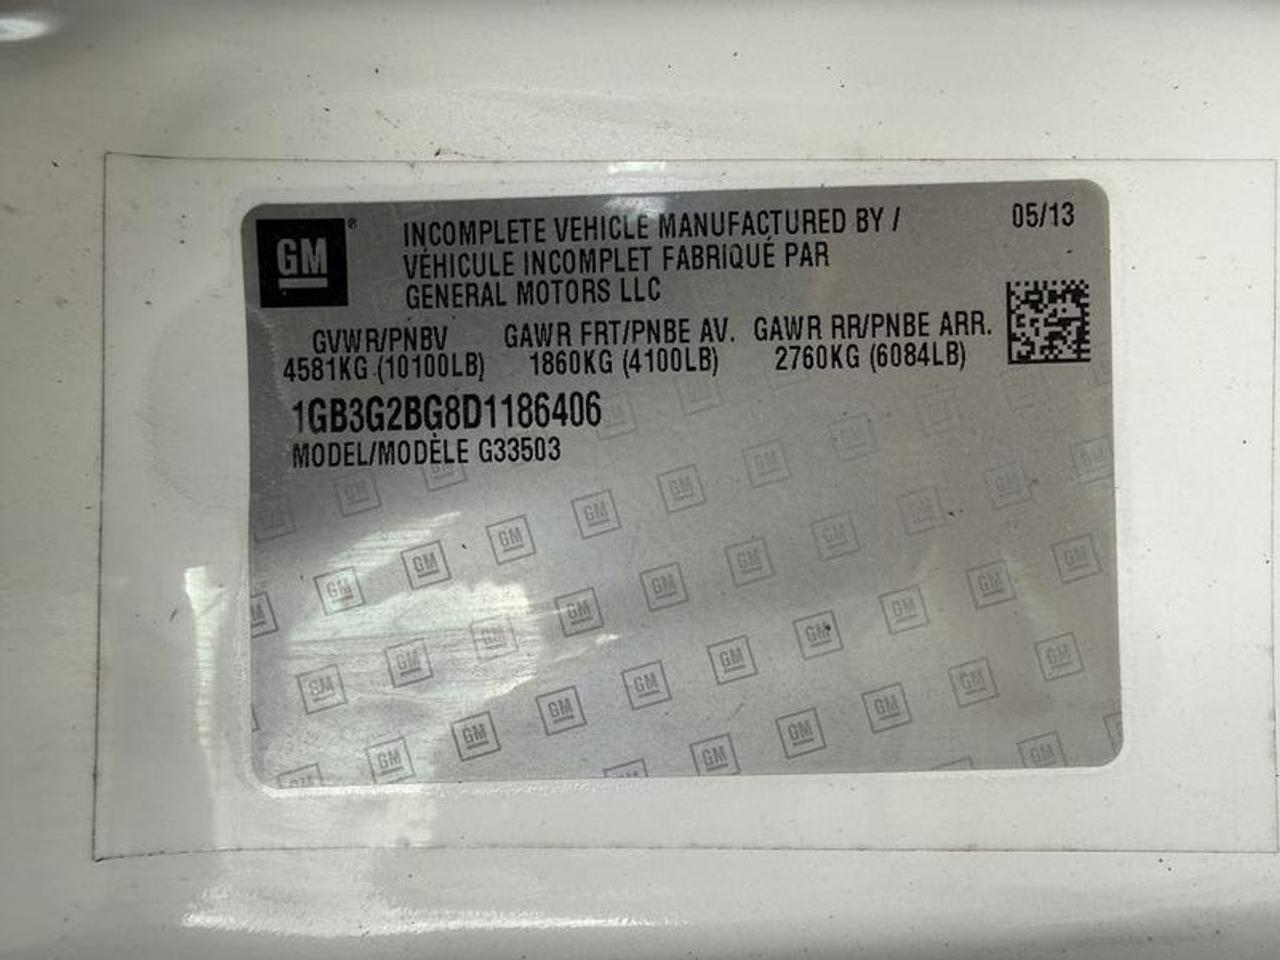 GM®
INCOMPLETE VEHICLE MANUFACTURED BY /
VÉHICULE INCOMPLET FABRIQUÉ PAR
GENERAL MOTORS LLC
05/13
GVWR/PNBV GAWR FRT/PNBE AV. GAWR RR/PNBE ARR.
4581KG (10100LB) 1860KG (4100LB) 2760KG (6084LB)
1GB3G2BG8D1186406
MODEL/MODÈLE G33503